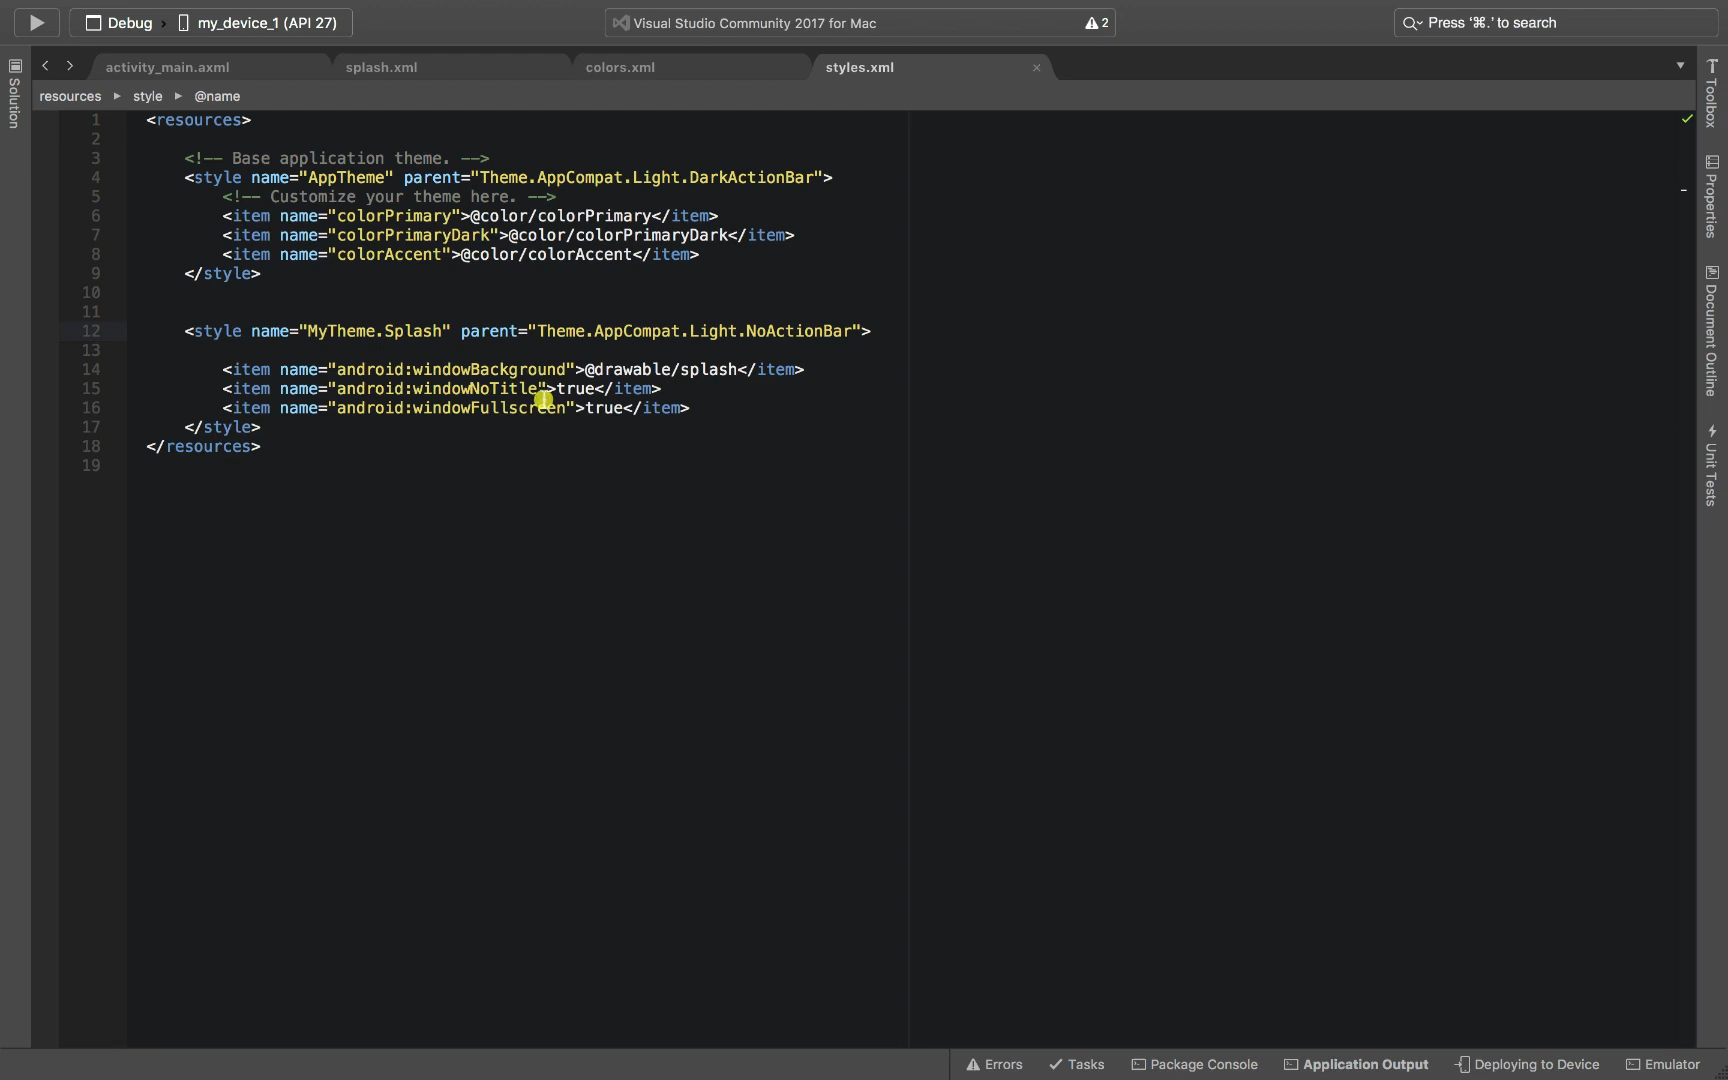 Debug my_device_1 (API 27) Visual Studio Community 2017 for Mac 2 Press '⌘.' to search
activity_main.axml splash.xml colors.xml styles.xml
resources style @name
Solution
1 <resources>
2
3 <!-- Base application theme. -->
4 <style name="AppTheme" parent="Theme.AppCompat.Light.DarkActionBar">
5 <!-- Customize your theme here. -->
6 <item name="colorPrimary">@color/colorPrimary</item>
7 <item name="colorPrimaryDark">@color/colorPrimaryDark</item>
8 <item name="colorAccent">@color/colorAccent</item>
9 </style>
10
11
12 <style name="MyTheme.Splash" parent="Theme.AppCompat.Light.NoActionBar">
13
14 <item name="android:windowBackground">@drawable/splash</item>
15 <item name="android:windowNoTitle">true</item>
16 <item name="android:windowFullscreen">true</item>
17 </style>
18 </resources>
19
Toolbox
Properties
Document Outline
Unit Tests
Errors Tasks Package Console Application Output Deploying to Device Emulator